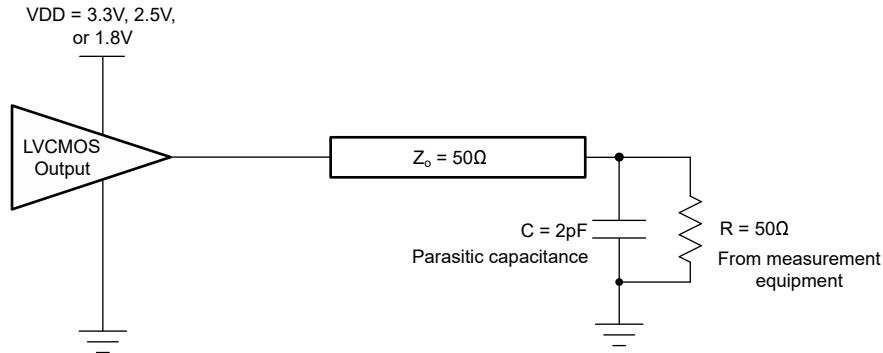 VDD = 3.3V, 2.5V,
or 1.8V
LVCMOS
Output
Zₒ = 50Ω
C = 2pF
Parasitic capacitance
R = 50Ω
From measurement
equipment